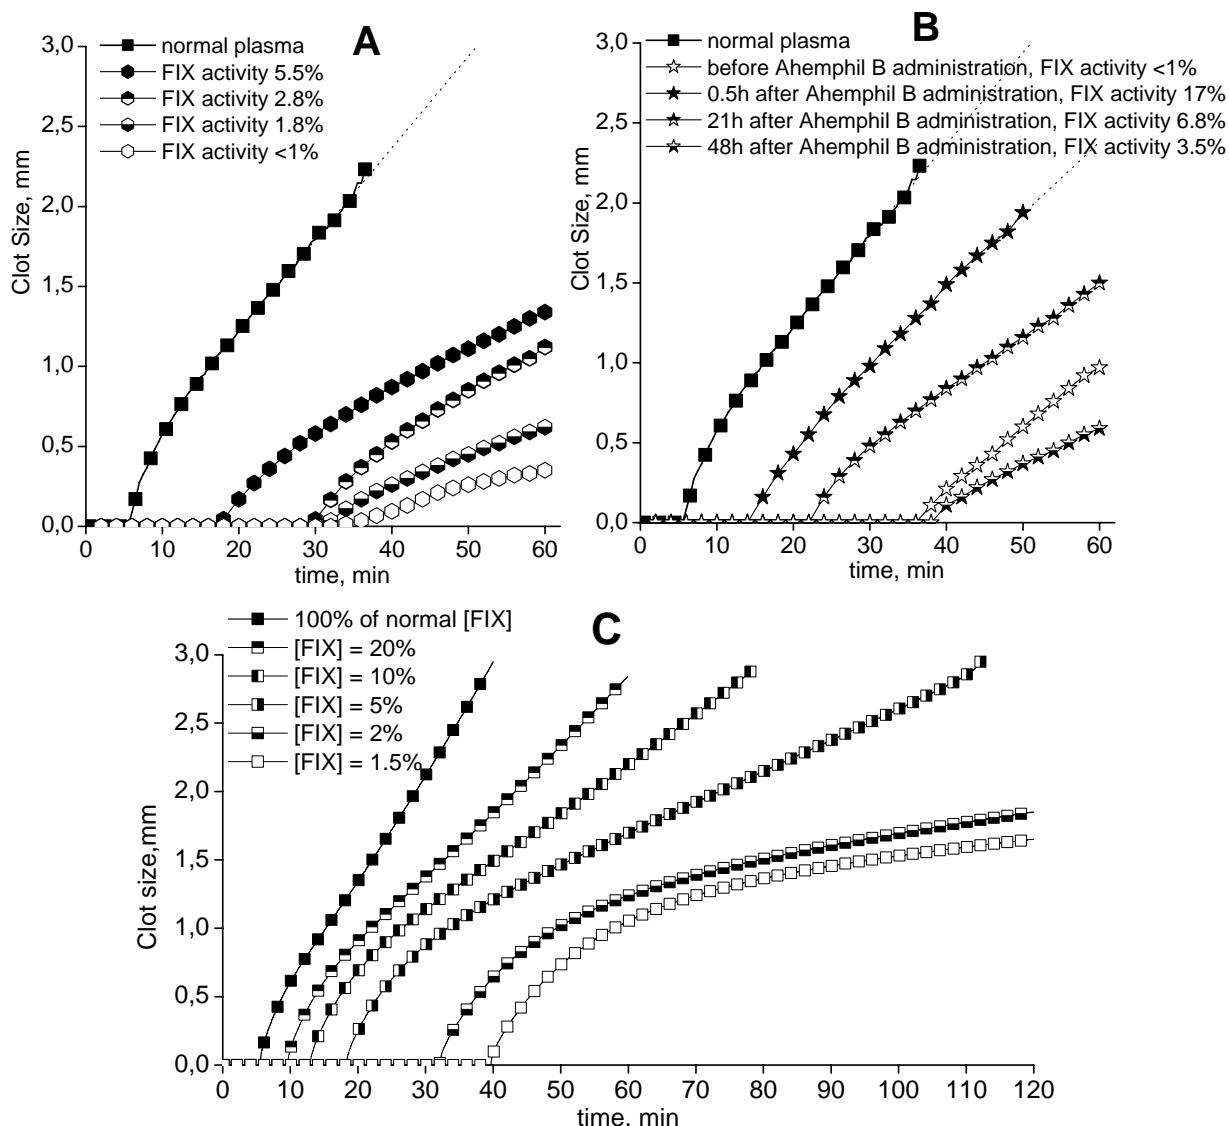 A
normal plasma
FIX activity 5.5%
FIX activity 2.8%
FIX activity 1.8%
FIX activity <1%
3,0
2,5
2,0
1,5
1,0
0,5
0,0
Clot Size, mm
0 10 20 30 40 50 60
time, min
B
normal plasma
before Ahemphil B administration, FIX activity <1%
0.5h after Ahemphil B administration, FIX activity 17%
21h after Ahemphil B administration, FIX activity 6.8%
48h after Ahemphil B administration, FIX activity 3.5%
3,0
2,5
2,0
1,5
1,0
0,5
0,0
Clot Size, mm
0 10 20 30 40 50 60
time, min
C
100% of normal [FIX]
[FIX] = 20%
[FIX] = 10%
[FIX] = 5%
[FIX] = 2%
[FIX] = 1.5%
3,0
2,5
2,0
1,5
1,0
0,5
0,0
Clot size,mm
0 10 20 30 40 50 60 70 80 90 100 110 120
time, min